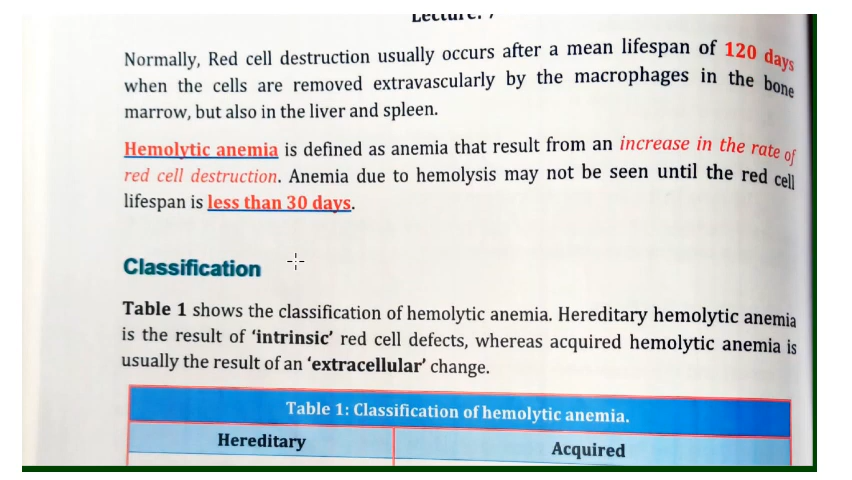 Lecture: 7
Normally, Red cell destruction usually occurs after a mean lifespan of 120 days
when the cells are removed extravascularly by the macrophages in the bone
marrow, but also in the liver and spleen.
Hemolytic anemia is defined as anemia that result from an increase in the rate of
red cell destruction. Anemia due to hemolysis may not be seen until the red cell
lifespan is less than 30 days.
Classification
Table 1 shows the classification of hemolytic anemia. Hereditary hemolytic anemia
is the result of ‘intrinsic’ red cell defects, whereas acquired hemolytic anemia is
usually the result of an ‘extracellular’ change.
Table 1: Classification of hemolytic anemia.
Hereditary Acquired